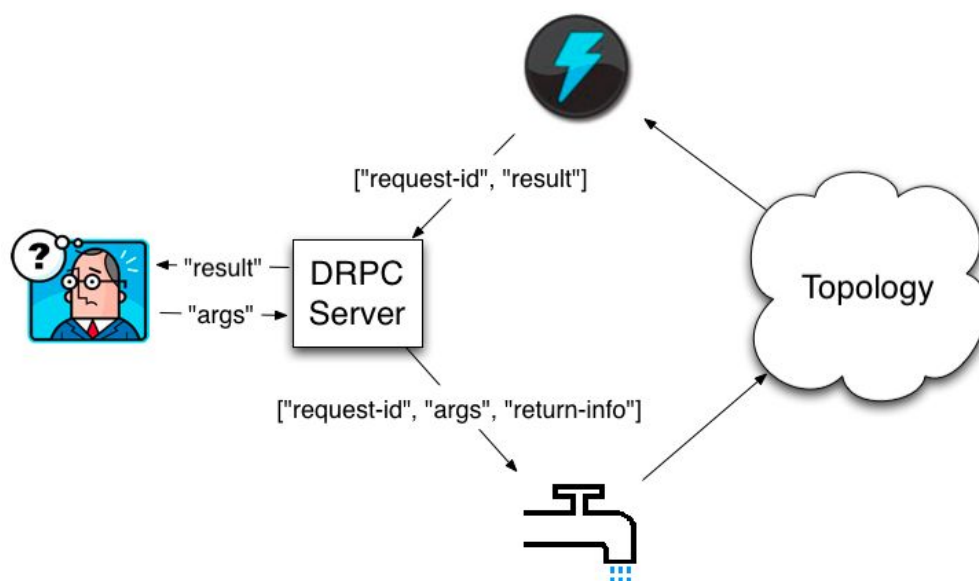 ["request-id", "result"]
?
"result"
"args"
DRPC
Server
Topology
["request-id", "args", "return-info"]